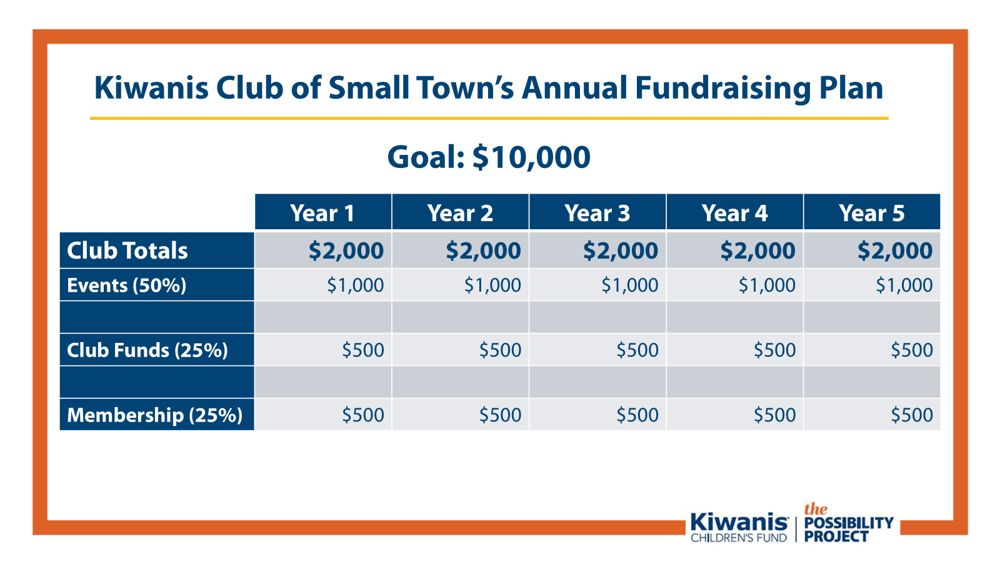 Kiwanis Club of Small Town’s Annual Fundraising Plan
Goal: $10,000
Year 1 Year 2 Year 3 Year 4 Year 5
Club Totals $2,000 $2,000 $2,000 $2,000 $2,000
Events (50%) $1,000 $1,000 $1,000 $1,000 $1,000
Club Funds (25%) $500 $500 $500 $500 $500
Membership (25%) $500 $500 $500 $500 $500
Kiwanis
CHILDREN'S FUND
the
POSSIBILITY
PROJECT